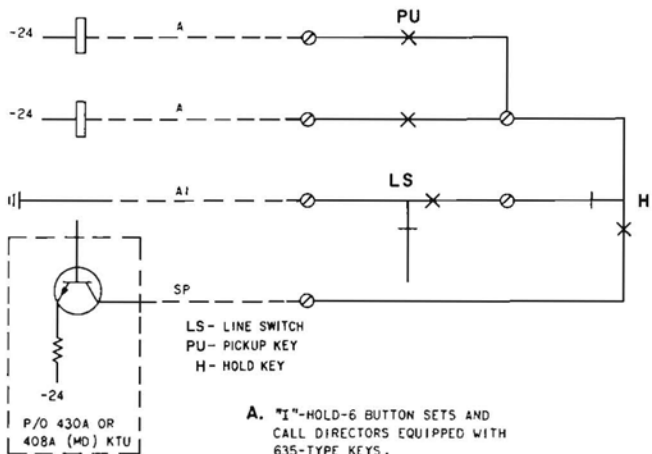 -24
A
PU
-24
A
A1
LS
H
SP
LS- LINE SWITCH
PU- PICKUP KEY
H- HOLD KEY
-24
P/O 430A OR
408A (MD) KTU
A. "I"-HOLD-6 BUTTON SETS AND
CALL DIRECTORS EQUIPPED WITH
635-TYPE KEYS.